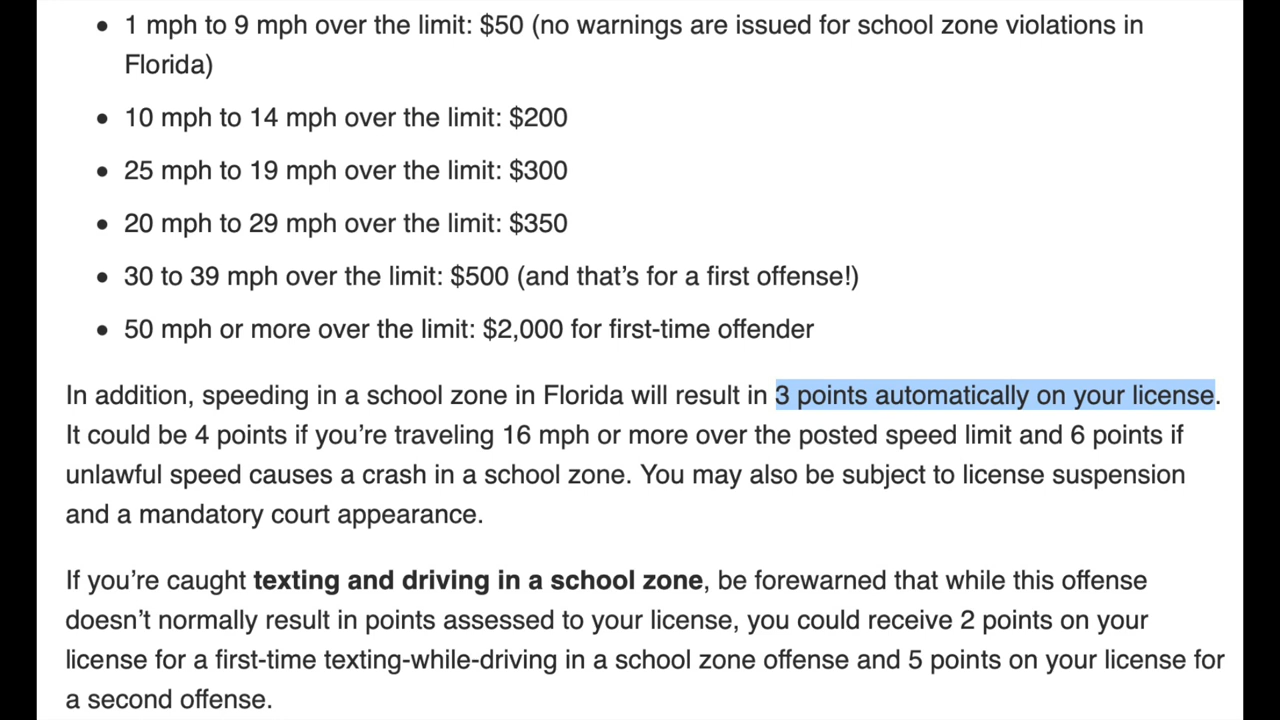 • 1 mph to 9 mph over the limit: $50 (no warnings are issued for school zone violations in
Florida)
• 10 mph to 14 mph over the limit: $200
• 25 mph to 19 mph over the limit: $300
• 20 mph to 29 mph over the limit: $350
• 30 to 39 mph over the limit: $500 (and that’s for a first offense!)
• 50 mph or more over the limit: $2,000 for first-time offender
In addition, speeding in a school zone in Florida will result in 3 points automatically on your license.
It could be 4 points if you’re traveling 16 mph or more over the posted speed limit and 6 points if
unlawful speed causes a crash in a school zone. You may also be subject to license suspension
and a mandatory court appearance.
If you’re caught texting and driving in a school zone, be forewarned that while this offense
doesn’t normally result in points assessed to your license, you could receive 2 points on your
license for a first-time texting-while-driving in a school zone offense and 5 points on your license for
a second offense.